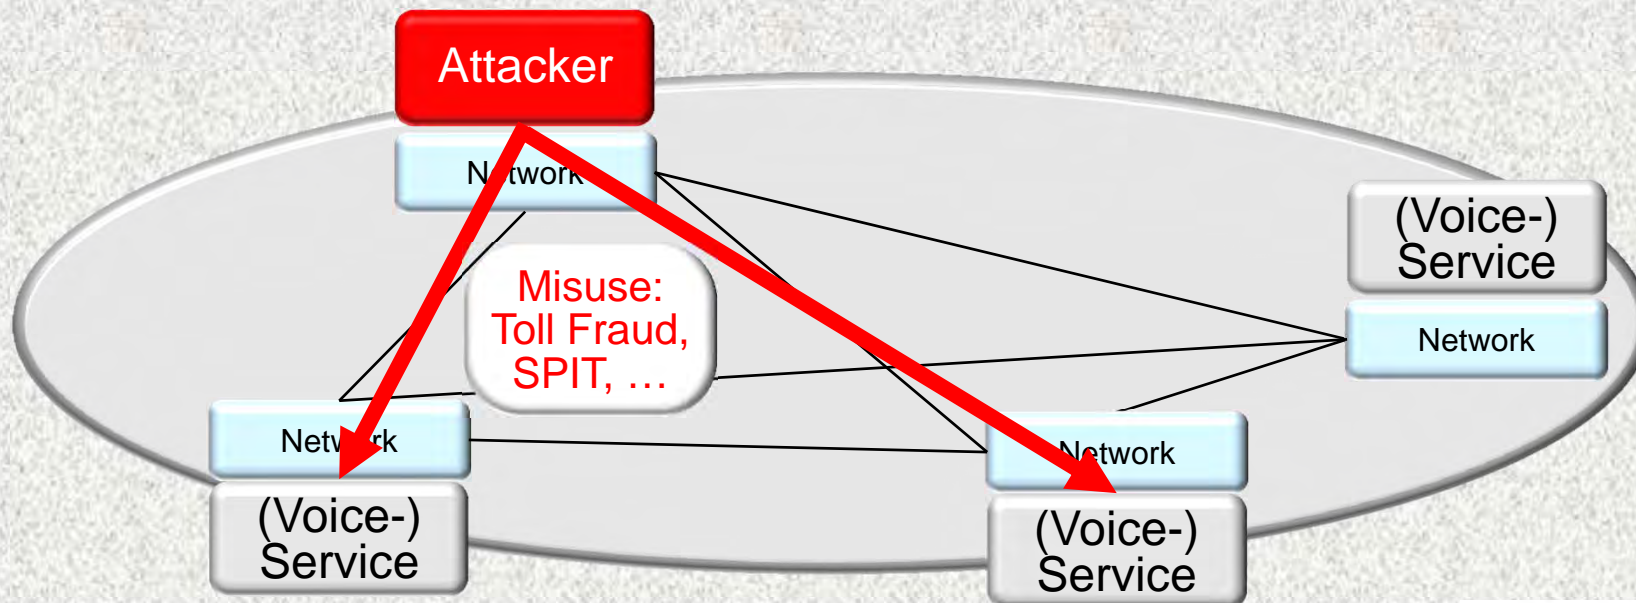 Attacker
Network
(Voice-)
Service
Misuse:
Toll Fraud,
SPIT, …
Network
Network
Network
(Voice-)
Service
(Voice-)
Service